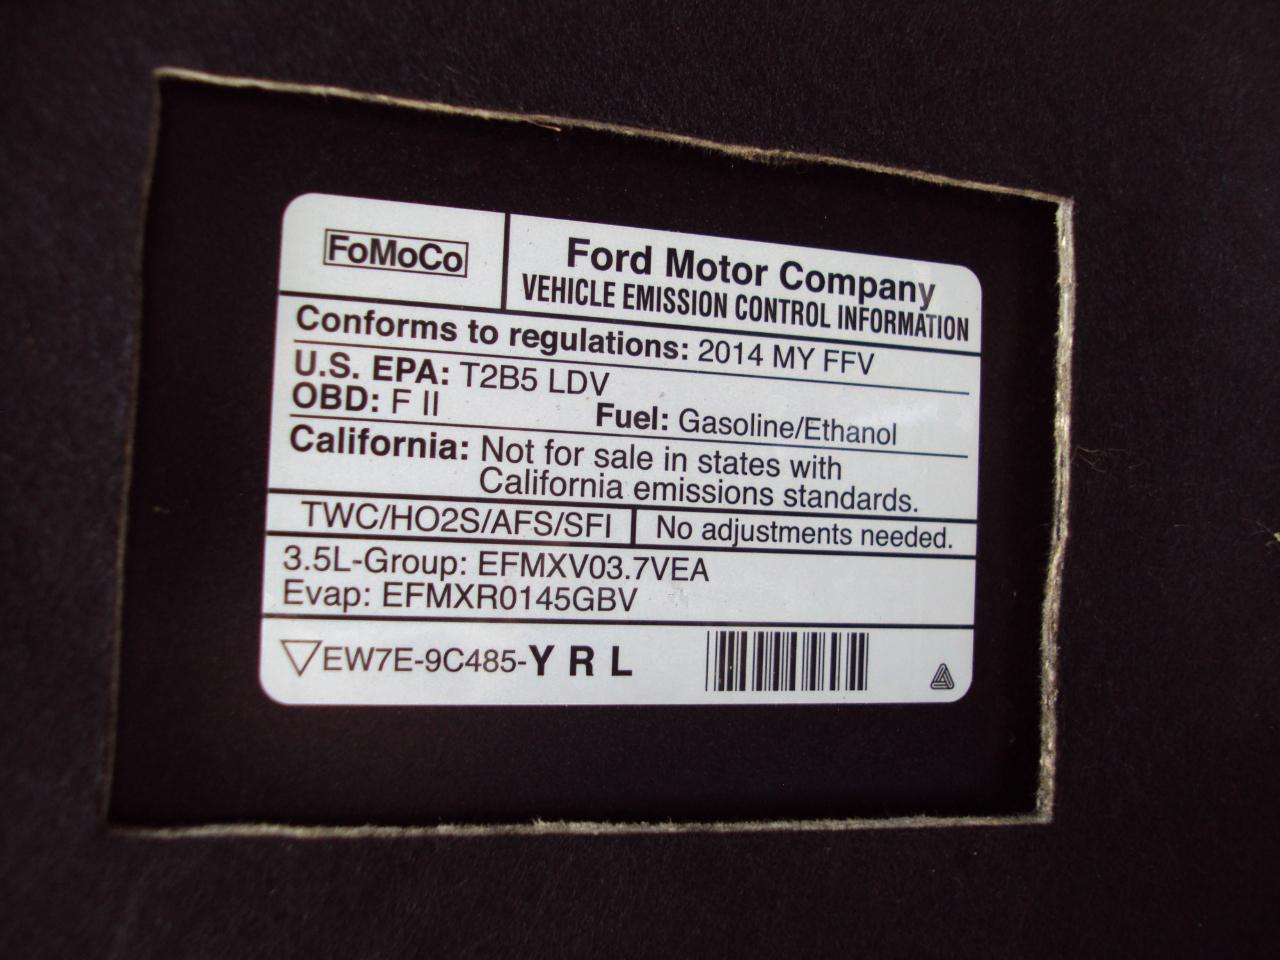 FoMoCo
Ford Motor Company
VEHICLE EMISSION CONTROL INFORMATION
Conforms to regulations: 2014 MY FFV
U.S. EPA: T2B5 LDV
OBD: F II Fuel: Gasoline/Ethanol
California: Not for sale in states with
California emissions standards.
TWC/HO2S/AFS/SFI No adjustments needed.
3.5L-Group: EFMXV03.7VEA
Evap: EFMXR0145GBV
EW7E-9C485-Y R L